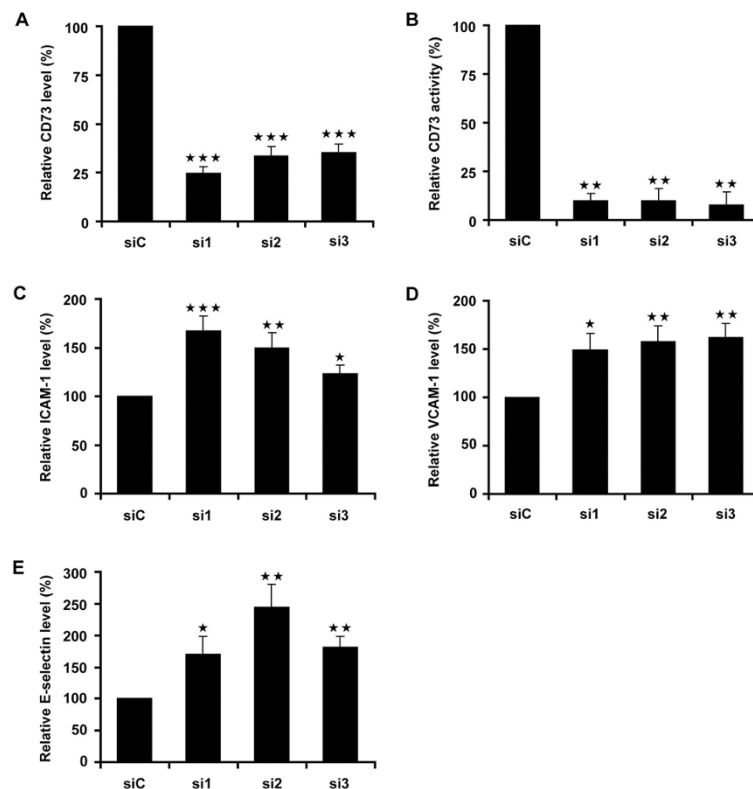 A
Relative CD73 level (%)
100
75
50
25
0
★★★
★★★
★★★
siC si1 si2 si3
B
Relative CD73 activity (%)
100
75
50
25
0
★★
★★
★★
siC si1 si2 si3
C
Relative ICAM-1 level (%)
200
150
100
50
0
★★★
★★
★
siC si1 si2 si3
D
Relative VCAM-1 level (%)
200
150
100
50
0
★
★★
★★
siC si1 si2 si3
E
Relative E-selectin level (%)
300
250
200
150
100
50
0
★
★★
★★
siC si1 si2 si3